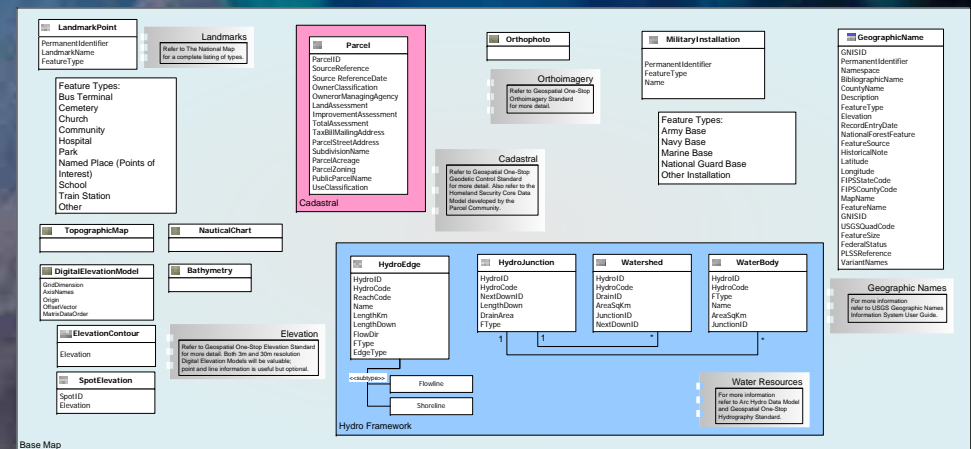 LandmarkPoint
PermanentIdentifier
LandmarkName
FeatureType
Landmarks
Refer to The National Map
for a complete listing of types.
Feature Types:
Bus Terminal
Cemetery
Church
Community
Hospital
Park
Named Place (Points of
Interest)
School
Train Station
Other
TopographicMap
NauticalChart
DigitalElevationModel
GridDimension
AxisNames
Origin
OffsetVector
MatrixDataOrder
Bathymetry
ElevationContour
Elevation
SpotElevation
SpotID
Elevation
Elevation
Refer to Geospatial One-Stop Elevation Standard
for more detail. Both 3m and 30m resolution
Digital Elevation Models will be valuable;
point and line information is useful but optional.
Parcel
ParcelID
SourceReference
Source ReferenceDate
OwnerClassification
OwnerorManagingAgency
LandAssessment
ImprovementAssessment
TotalAssessment
TaxBillMailingAddress
ParcelStreetAddress
SubdivisionName
ParcelAcreage
ParcelZoning
PublicParcelName
UseClassification
Cadastral
Orthophoto
Orthoimagery
Refer to Geospatial One-Stop
Orthoimagery Standard
for more detail.
Cadastral
Refer to Geospatial One-Stop
Geodetic Control Standard
for more detail. Also refer to the
Homeland Security Core Data
Model developed by the
Parcel Community.
MilitaryInstallation
PermanentIdentifier
FeatureType
Name
Feature Types:
Army Base
Navy Base
Marine Base
National Guard Base
Other Installation
GeographicName
GNISID
PermanentIdentifier
Namespace
BibliographicName
CountyName
Description
FeatureType
Elevation
RecordEntryDate
NationalForestFeature
FeatureSource
HistoricalNote
Latitude
Longitude
FIPSStateCode
FIPSCountyCode
MapName
FeatureName
GNISID
USGSQuadCode
FeatureSize
FederalStatus
PLSSReference
VariantNames
Geographic Names
For more information
refer to USGS Geographic Names
Information System User Guide.
HydroEdge
HydroID
HydroCode
ReachCode
Name
LengthKm
LengthDown
FlowDir
FType
EdgeType
<<subtype>>
Flowline
Shoreline
HydroJunction
HydroID
HydroCode
NextDownID
LengthDown
DrainArea
FType
Watershed
HydroID
HydroCode
DrainID
AreaSqKm
JunctionID
NextDownID
WaterBody
HydroID
HydroCode
FType
Name
AreaSqKm
JunctionID
1
1
*
*
Water Resources
For more information
refer to Arc Hydro Data Model
and Geospatial One-Stop
Hydrography Standard.
Hydro Framework
Base Map